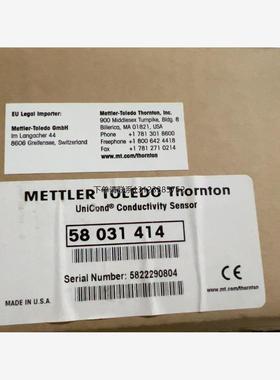 EU Legal Importer:
Mettler-Toledo GmbH
Im Langacher 44
8606 Greifensee, Switzerland
Mettler-Toledo Thornton, Inc.
900 Middlesex Turnpike, Bldg. 8
Billerica, MA 01821, USA
Phone +1 781 301 8600
Freephone +1 800 642 4418
Fax +1 781 271 0214
www.mt.com/thornton
METTLER TOLEDO Thornton
UniCond® Conductivity Sensor
58 031 414
Serial Number: 5822290804
MADE IN U.S.A.
CE
www.mt.com/thornton